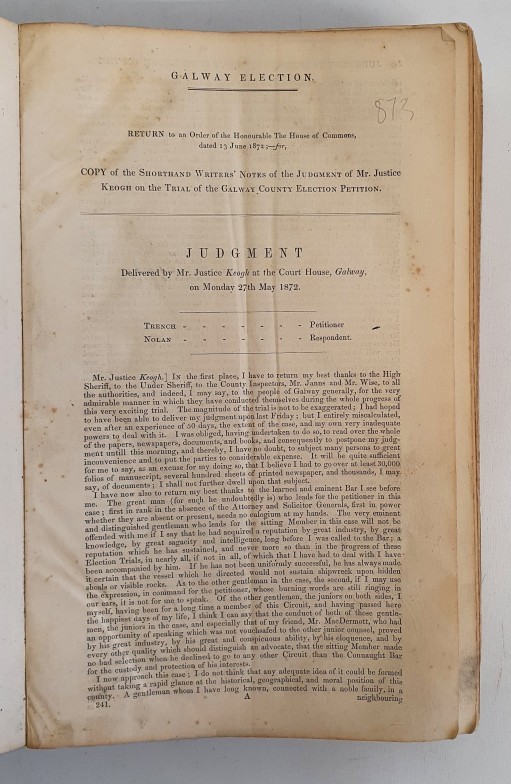 GALWAY ELECTION.
873
RETURN to an Order of the Honourable The House of Commons,
dated 13 June 1872;—for,
COPY of the SHORTHAND WRITERS' NOTES of the JUDGMENT of Mr. Justice
KEOGH on the TRIAL of the GALWAY COUNTY ELECTION PETITION.
JUDGMENT
Delivered by Mr. Justice Keogh at the Court House, Galway,
on Monday 27th May 1872.
TRENCH - - - - - - - Petitioner
NOLAN - - - - - - - Respondent.
Mr. Justice Keogh.] IN the first place, I have to return my best thanks to the High
Sheriff, to the Under Sheriff, to the County Inspectors, Mr. Janns and Mr. Wise, to all
the authorities, and indeed, I may say, to the people of Galway generally, for the very
admirable manner in which they have conducted themselves during the whole progress of
this very exciting trial. The magnitude of the trial is not to be exaggerated; I had hoped
to have been able to deliver my judgment upon last Friday; but I entirely miscalculated,
even after an experience of 50 days, the extent of the case, and my own very inadequate
powers to deal with it. I was obliged, having undertaken to do so, to read over the whole
of the papers, newspapers, documents, and books, and consequently to postpone my judg-
ment untill this morning, and thereby, I have no doubt, to subject many persons to great
inconvenience and to put the parties to considerable expense. It will be quite sufficient
for me to say, as an excuse for my doing so, that I believe I had to go over at least 30,000
folios of manuscript, several hundred sheets of printed newspaper, and thousands, I may
say, of documents; I shall not further dwell upon that subject.
I have now also to return my best thanks to the learned and eminent Bar I see before
me. The great man (for such he undoubtedly is) who leads for the petitioner in this
case; first in rank in the absence of the Attorney and Solicitor Generals, first in power
whether they are absent or present, needs no eulogium at my hands. The very eminent
and distinguished gentleman who leads for the sitting Member in this case will not be
offended with me if I say that he had acquired a reputation by great industry, by great
knowledge, by great sagacity and intelligence, long before I was called to the Bar; a
reputation which he has sustained, and never more so than in the progress of these
Election Trials, in nearly all, if not in all, of which that I have had to deal with I have
been accompanied by him. If he has not been uniformly successful, he has always made
it certain that the vessel which he directed would not sustain shipwreck upon hidden
shoals or visible rocks. As to the other gentleman in the case, the second, if I may use
the expression, in command for the petitioner, whose burning words are still ringing in
our ears, it is not for me to speak. Of the other gentlemen, the juniors on both sides, I
myself, having been for a long time a member of this Circuit, and having passed here
the happiest days of my life, I think I can say that the conduct of both of those gentle-
men, the juniors in the case, and especially that of my friend, Mr. MacDermott, who had
an opportunity of speaking which was not vouchsafed to the other junior counsel, proved
by his great industry, by his great and conspicuous ability, by his eloquence, and by
every other quality which should distinguish an advocate, that the sitting Member made
no bad selection when he declined to go to any other Circuit than the Connaught Bar
for the custody and protection of his interests.
I now approach this case; I do not think that any adequate idea of it could be formed
without taking a rapid glance at the historical, geographical, and moral position of this
county. A gentleman whom I have long known, connected with a noble family, in a
241. A neighbouring